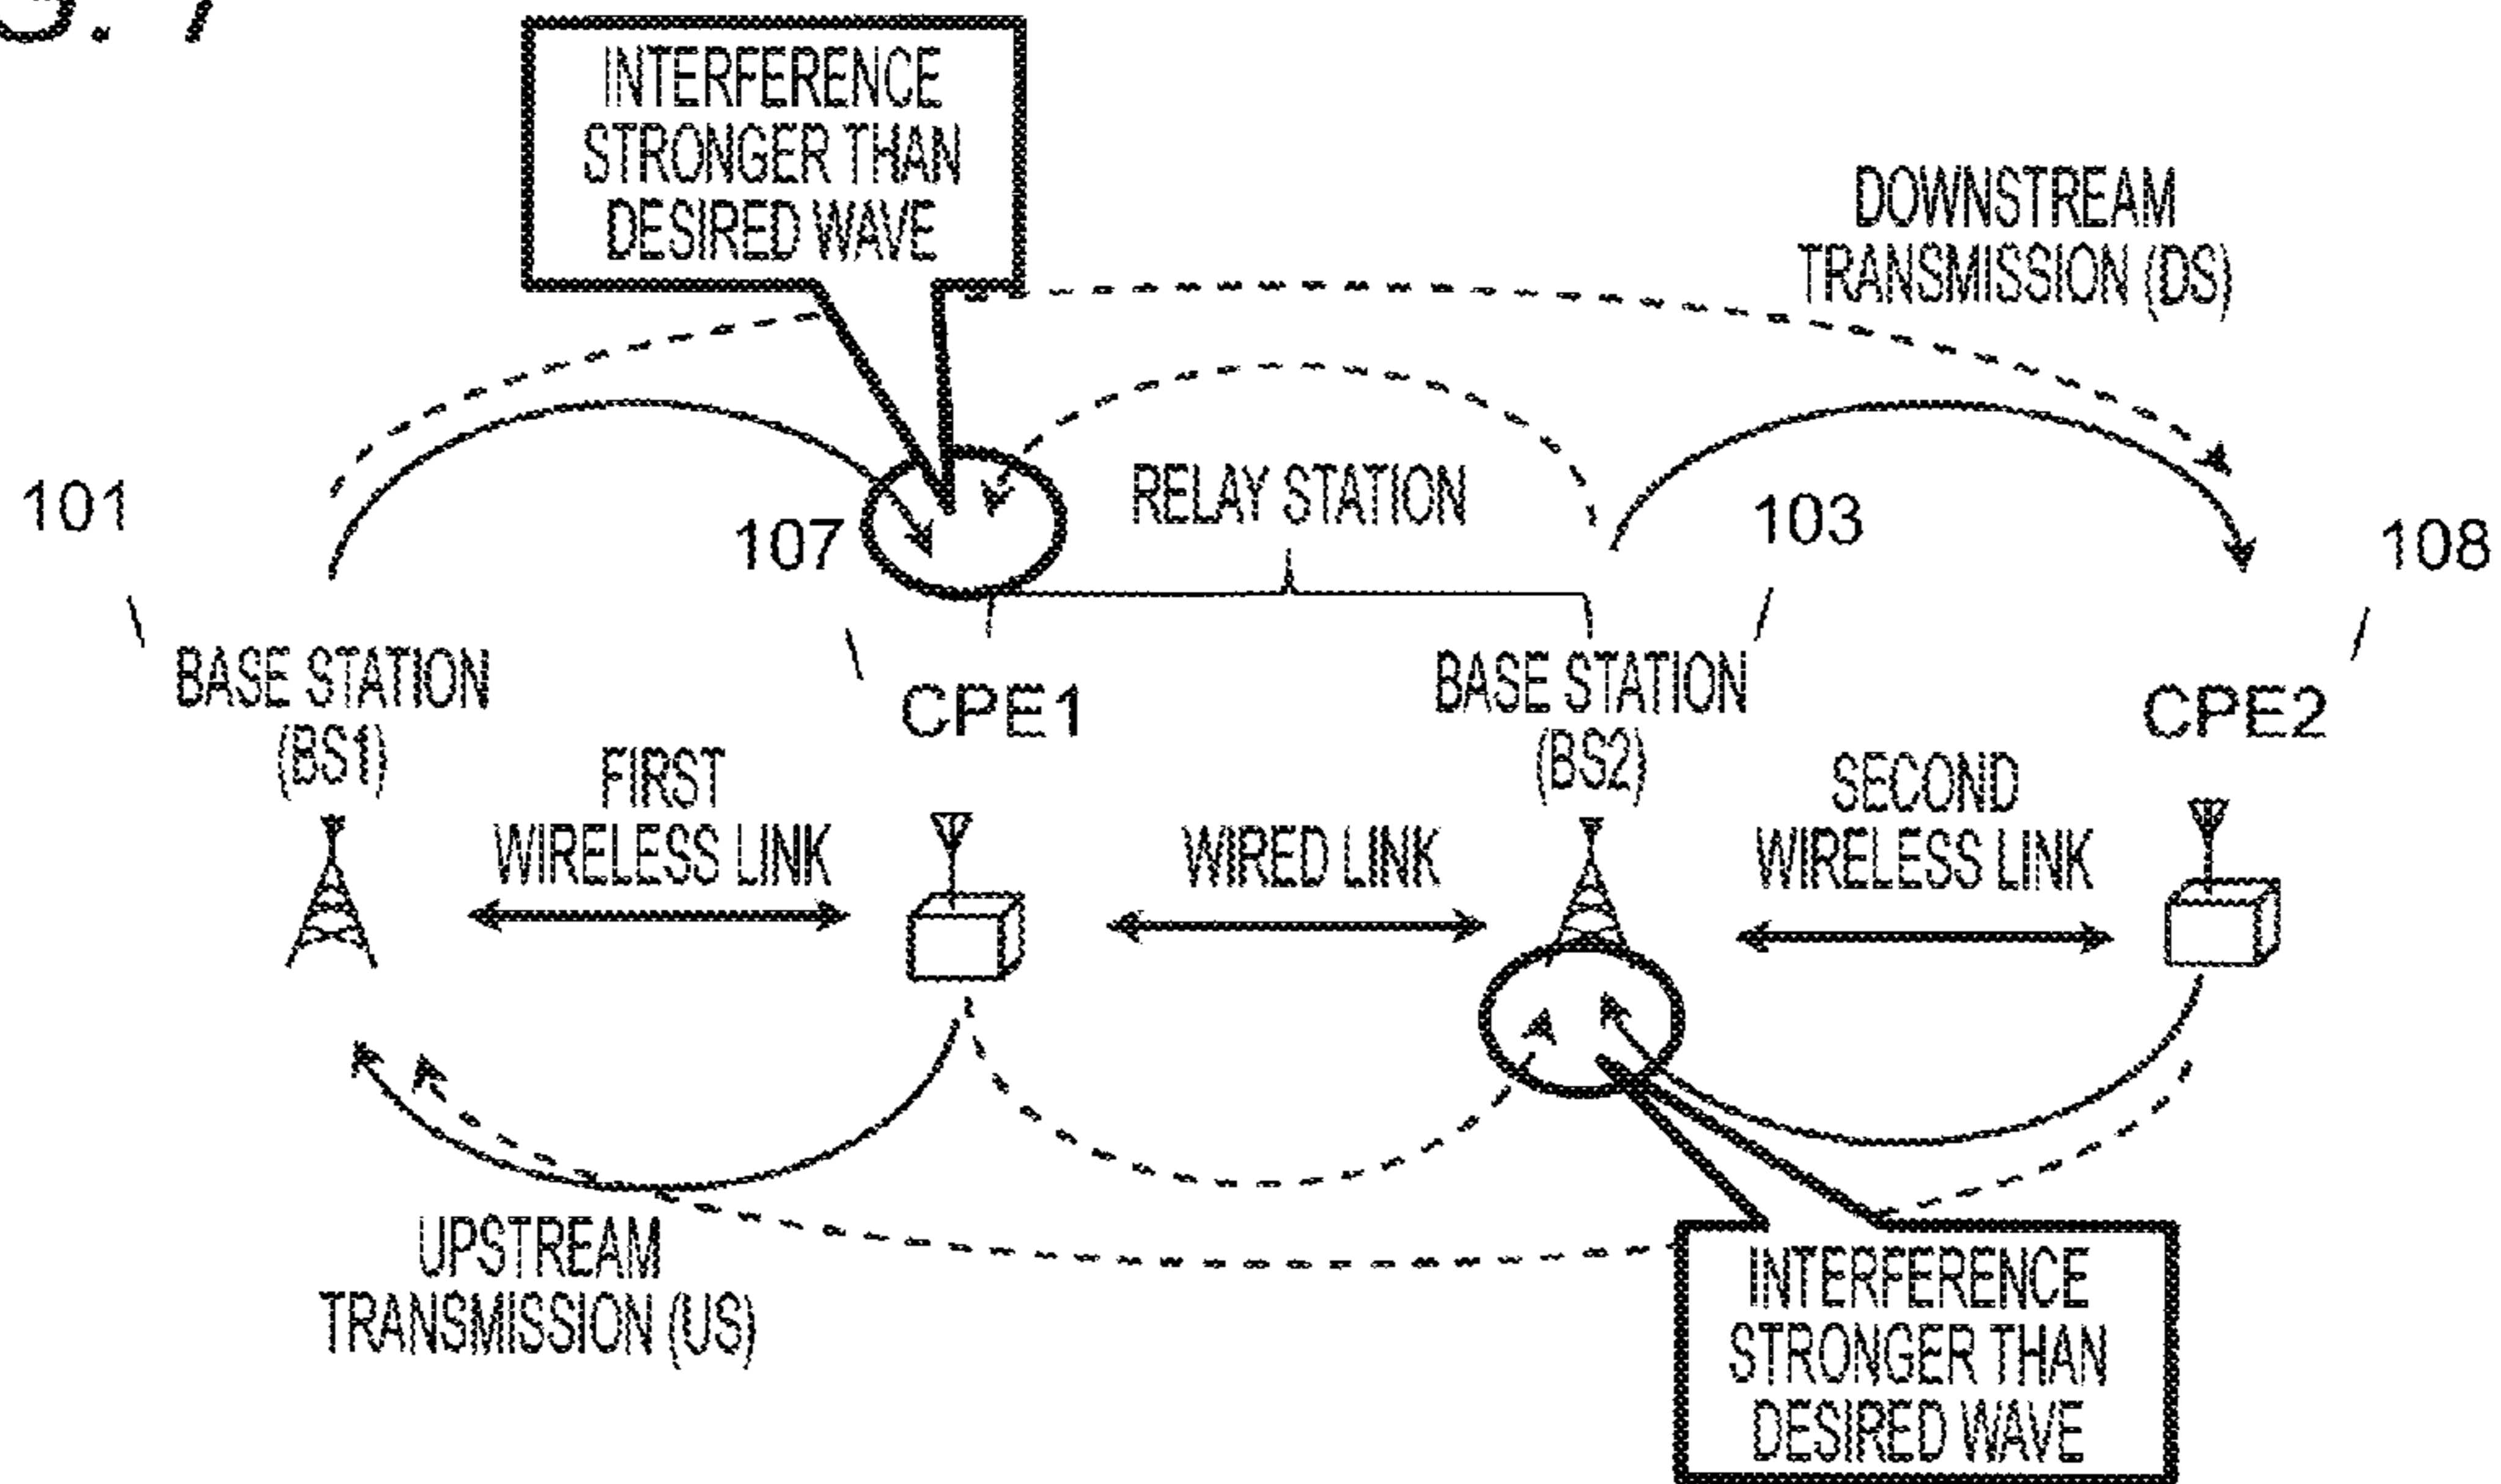 INTERFERENCE
STRONGER THAN
DESIRED WAVE
DOWNSTREAM
TRANSMISSION (DS)
101
107
RELAY STATION
103
108
BASE STATION
(BS1)
CPE1
BASE STATION
(BS2)
CPE2
FIRST
WIRELESS LINK
WIRED LINK
SECOND
WIRELESS LINK
UPSTREAM
TRANSMISSION (US)
INTERFERENCE
STRONGER THAN
DESIRED WAVE